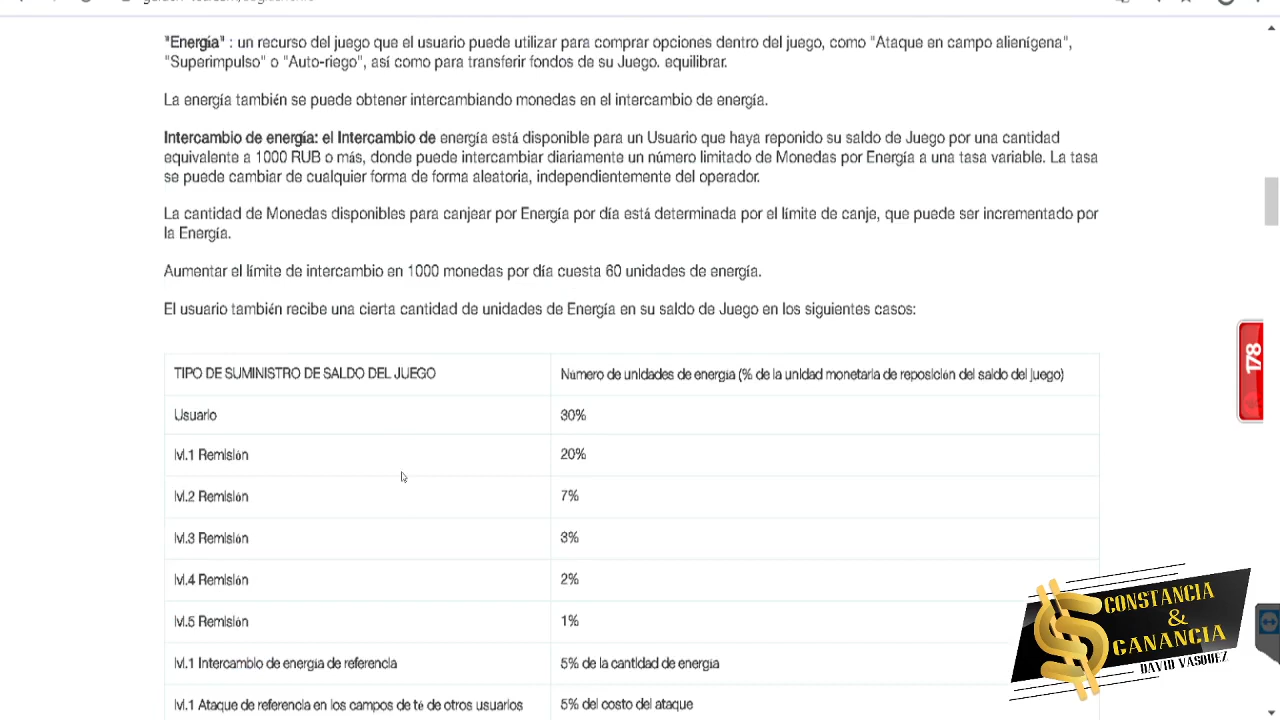 "Energía" : un recurso del juego que el usuario puede utilizar para comprar opciones dentro del juego, como "Ataque en campo alienígena",
"Superimpulso" o "Auto-riego", así como para transferir fondos de su Juego. equilibrar.
La energía también se puede obtener intercambiando monedas en el intercambio de energía.
Intercambio de energía: el Intercambio de energía está disponible para un Usuario que haya reponido su saldo de Juego por una cantidad
equivalente a 1000 RUB o más, donde puede intercambiar diariamente un número limitado de Monedas por Energía a una tasa variable. La tasa
se puede cambiar de cualquier forma de forma aleatoria, independientemente del operador.
La cantidad de Monedas disponibles para canjear por Energía por día está determinada por el límite de canje, que puede ser incrementado por
la Energía.
Aumentar el límite de intercambio en 1000 monedas por día cuesta 60 unidades de energía.
El usuario también recibe una cierta cantidad de unidades de Energía en su saldo de Juego en los siguientes casos:
TIPO DE SUMINISTRO DE SALDO DEL JUEGO Número de unidades de energía (% de la unidad monetaria de reposición del saldo del juego)
Usuario 30%
lvl.1 Remisión 20%
lvl.2 Remisión 7%
lvl.3 Remisión 3%
lvl.4 Remisión 2%
lvl.5 Remisión 1%
lvl.1 Intercambio de energía de referencia 5% de la cantidad de energía
lvl.1 Ataque de referencia en los campos de té de otros usuarios 5% del costo del ataque
178
CONSTANCIA
&
GANANCIA
DAVID VASQUEZ